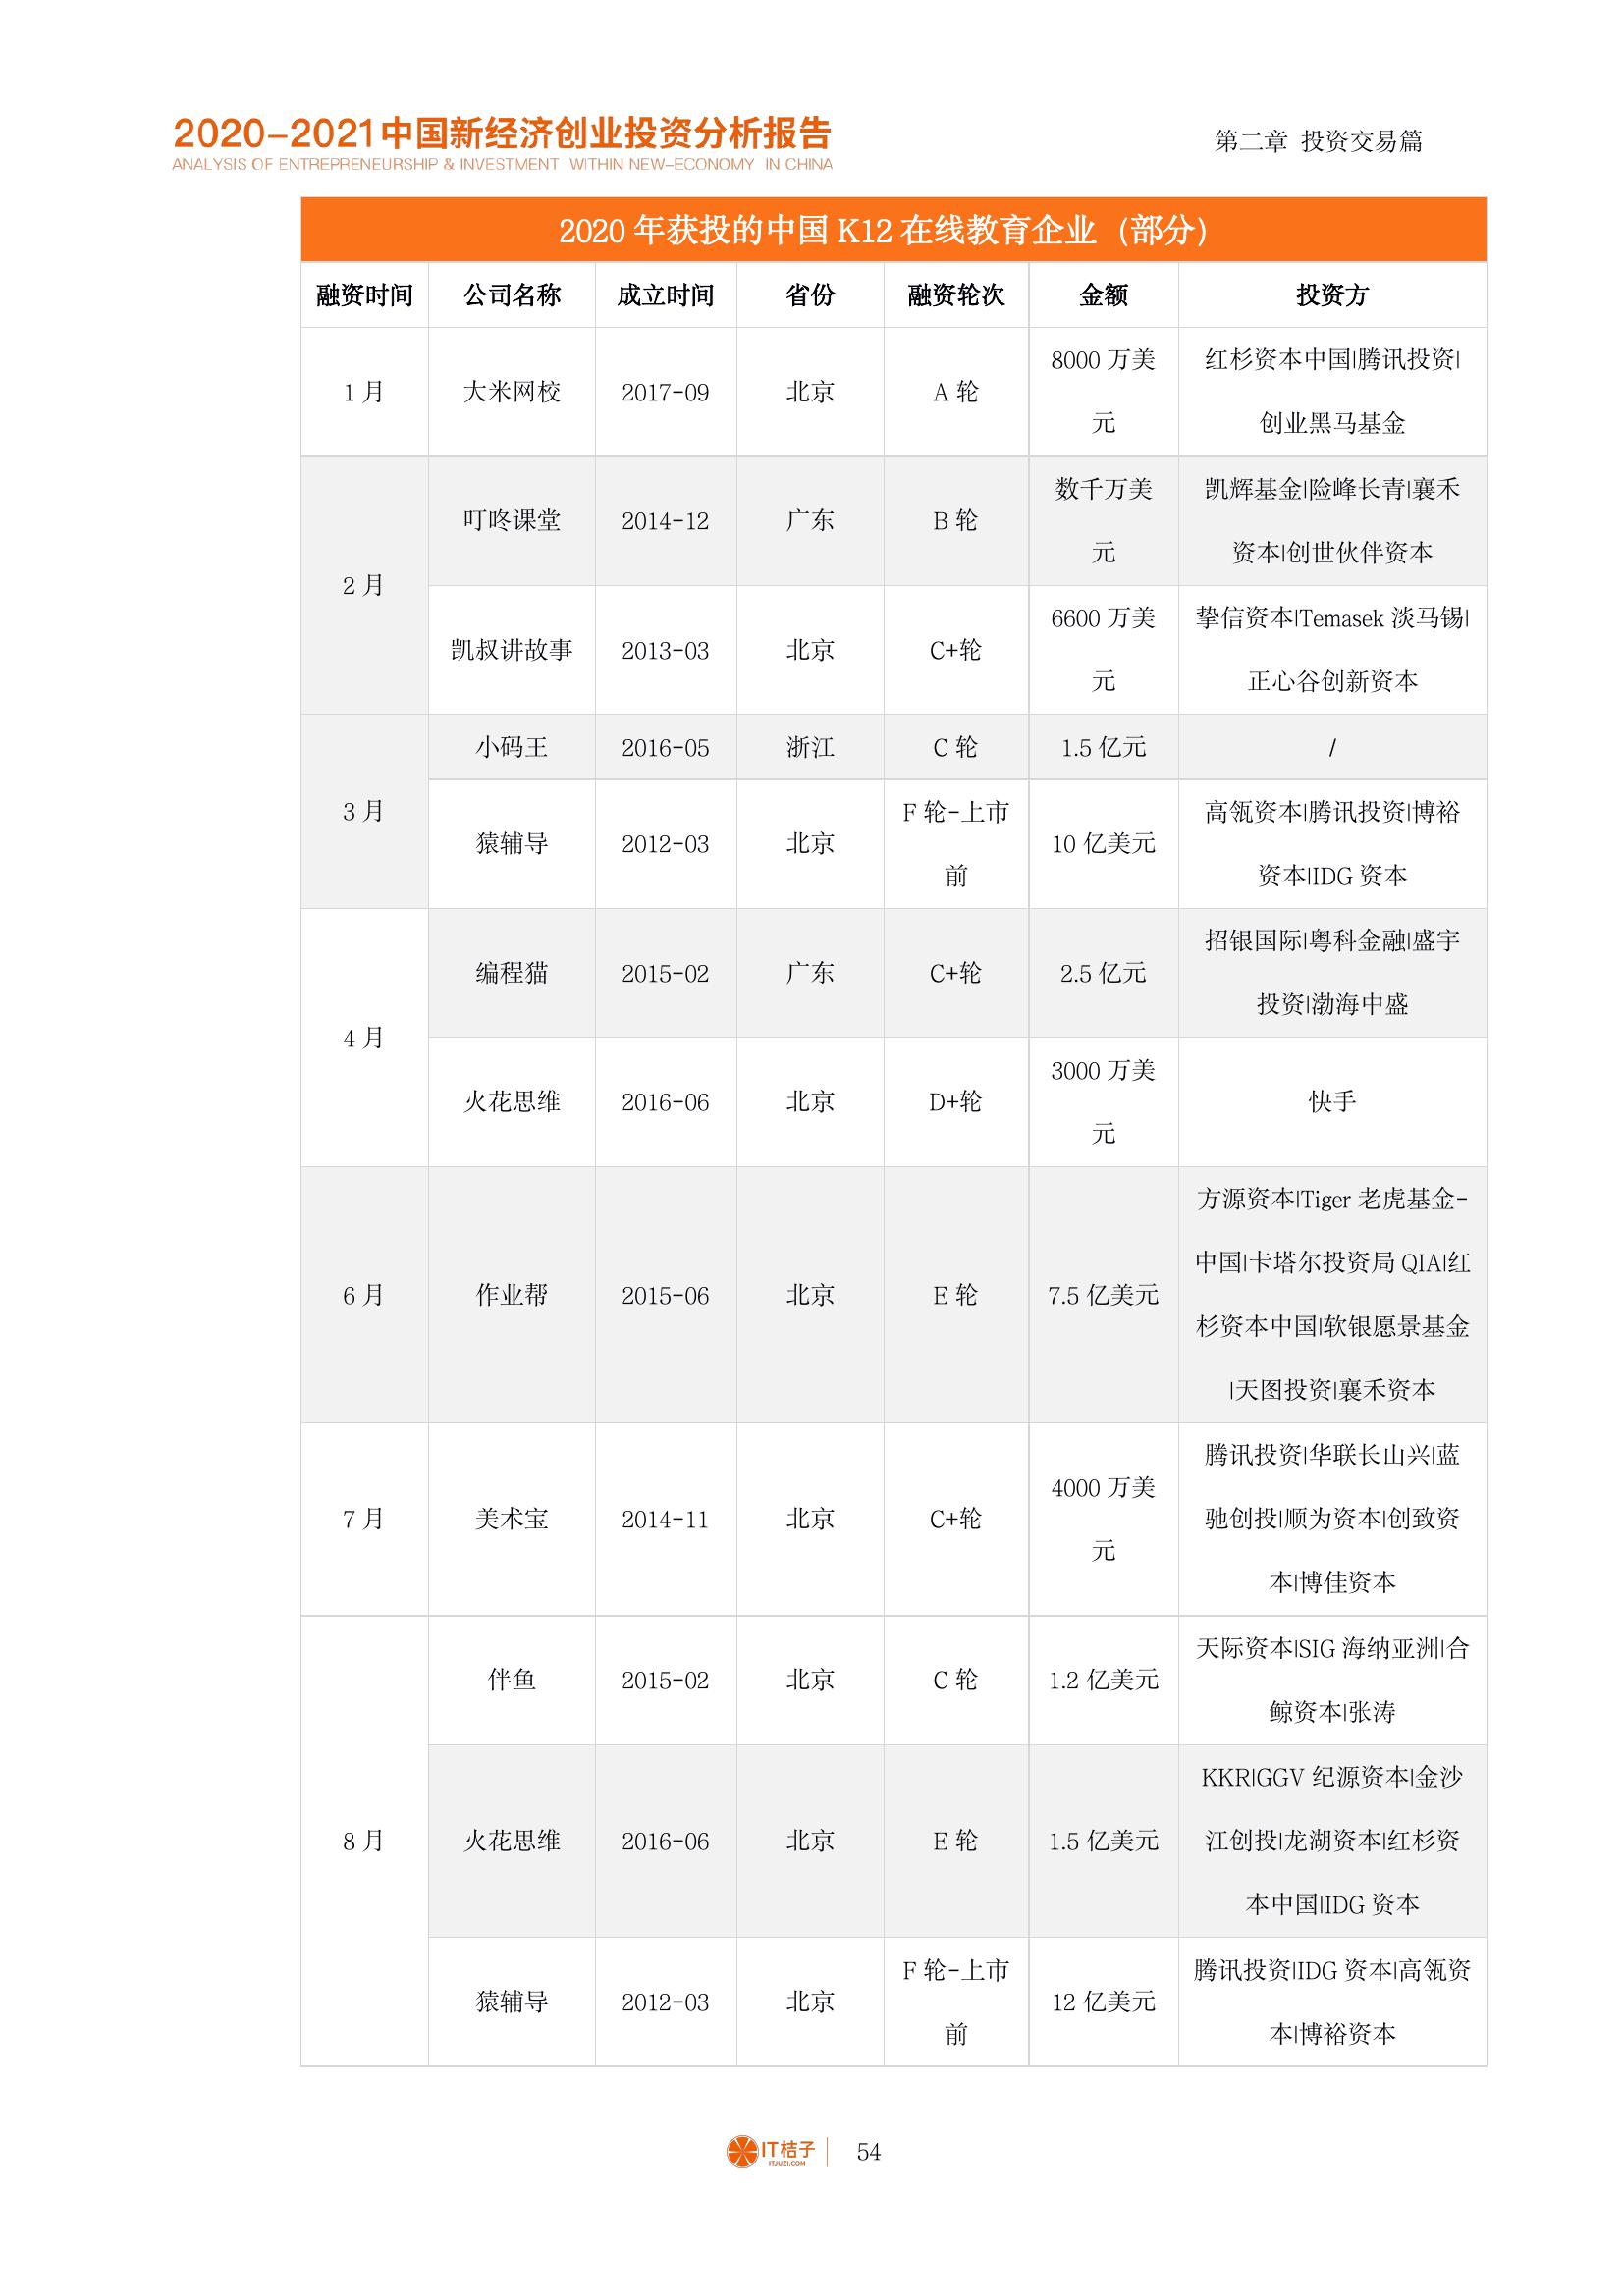 2020-2021中国新经济创业投资分析报告
ANALYSIS OF ENTREPRENEURSHIP & INVESTMENT WITHIN NEW-ECONOMY IN CHINA
第二章 投资交易篇
2020 年获投的中国 K12 在线教育企业（部分）
融资时间 公司名称 成立时间 省份 融资轮次 金额 投资方
1 月 大米网校 2017-09 北京 A 轮 8000 万美
元 红杉资本中国|腾讯投资|
创业黑马基金
2 月 叮咚课堂 2014-12 广东 B 轮 数千万美
元 凯辉基金|险峰长青|襄禾
资本|创世伙伴资本
凯叔讲故事 2013-03 北京 C+轮 6600 万美
元 挚信资本|Temasek 淡马锡|
正心谷创新资本
3 月 小码王 2016-05 浙江 C 轮 1.5 亿元 /
猿辅导 2012-03 北京 F 轮-上市
前 10 亿美元 高瓴资本|腾讯投资|博裕
资本|IDG 资本
4 月 编程猫 2015-02 广东 C+轮 2.5 亿元 招银国际|粤科金融|盛宇
投资|渤海中盛
火花思维 2016-06 北京 D+轮 3000 万美
元 快手
6 月 作业帮 2015-06 北京 E 轮 7.5 亿美元 方源资本|Tiger 老虎基金-
中国|卡塔尔投资局 QIA|红
杉资本中国|软银愿景基金
|天图投资|襄禾资本
7 月 美术宝 2014-11 北京 C+轮 4000 万美
元 腾讯投资|华联长山兴|蓝
驰创投|顺为资本|创致资
本|博佳资本
8 月 伴鱼 2015-02 北京 C 轮 1.2 亿美元 天际资本|SIG 海纳亚洲|合
鲸资本|张涛
火花思维 2016-06 北京 E 轮 1.5 亿美元 KKR|GGV 纪源资本|金沙
江创投|龙湖资本|红杉资
本中国|IDG 资本
猿辅导 2012-03 北京 F 轮-上市
前 12 亿美元 腾讯投资|IDG 资本|高瓴资
本|博裕资本
IT桔子
ITJUZI.COM
54